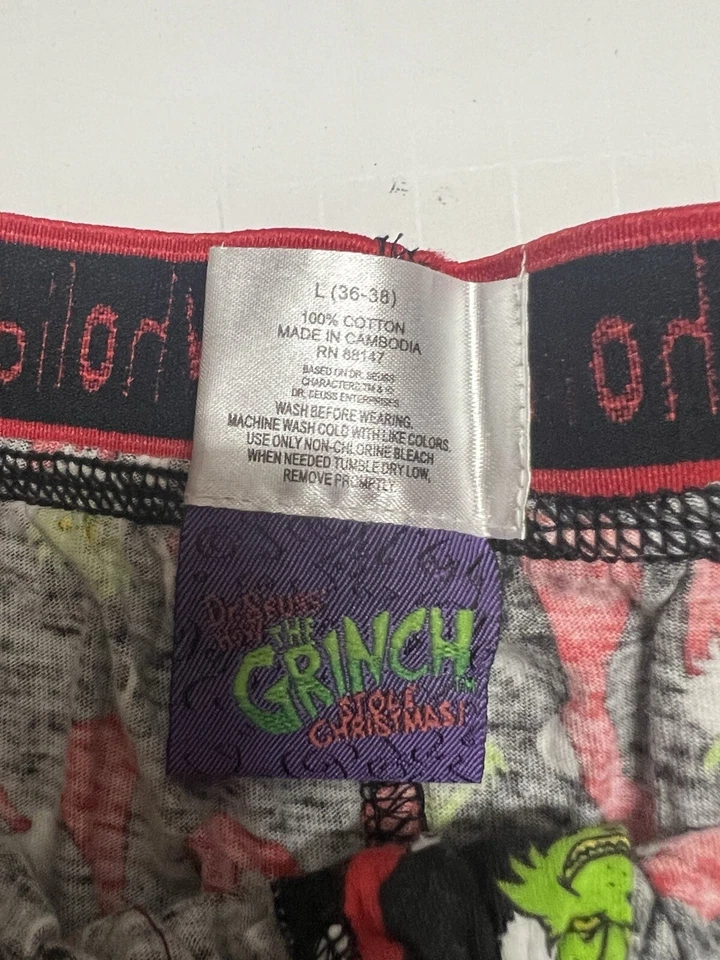 L (36-38)
100% COTTON
MADE IN CAMBODIA
RN 88147
BASED ON DR. SEUSS
CHARACTERS TM & ©
DR. SEUSS ENTERPRISES
WASH BEFORE WEARING.
MACHINE WASH COLD WITH LIKE COLORS.
USE ONLY NON-CHLORINE BLEACH
WHEN NEEDED TUMBLE DRY LOW,
REMOVE PROMPTLY
DR. SEUSS'
HOW
THE
GRINCH™
STOLE
CHRISTMAS!